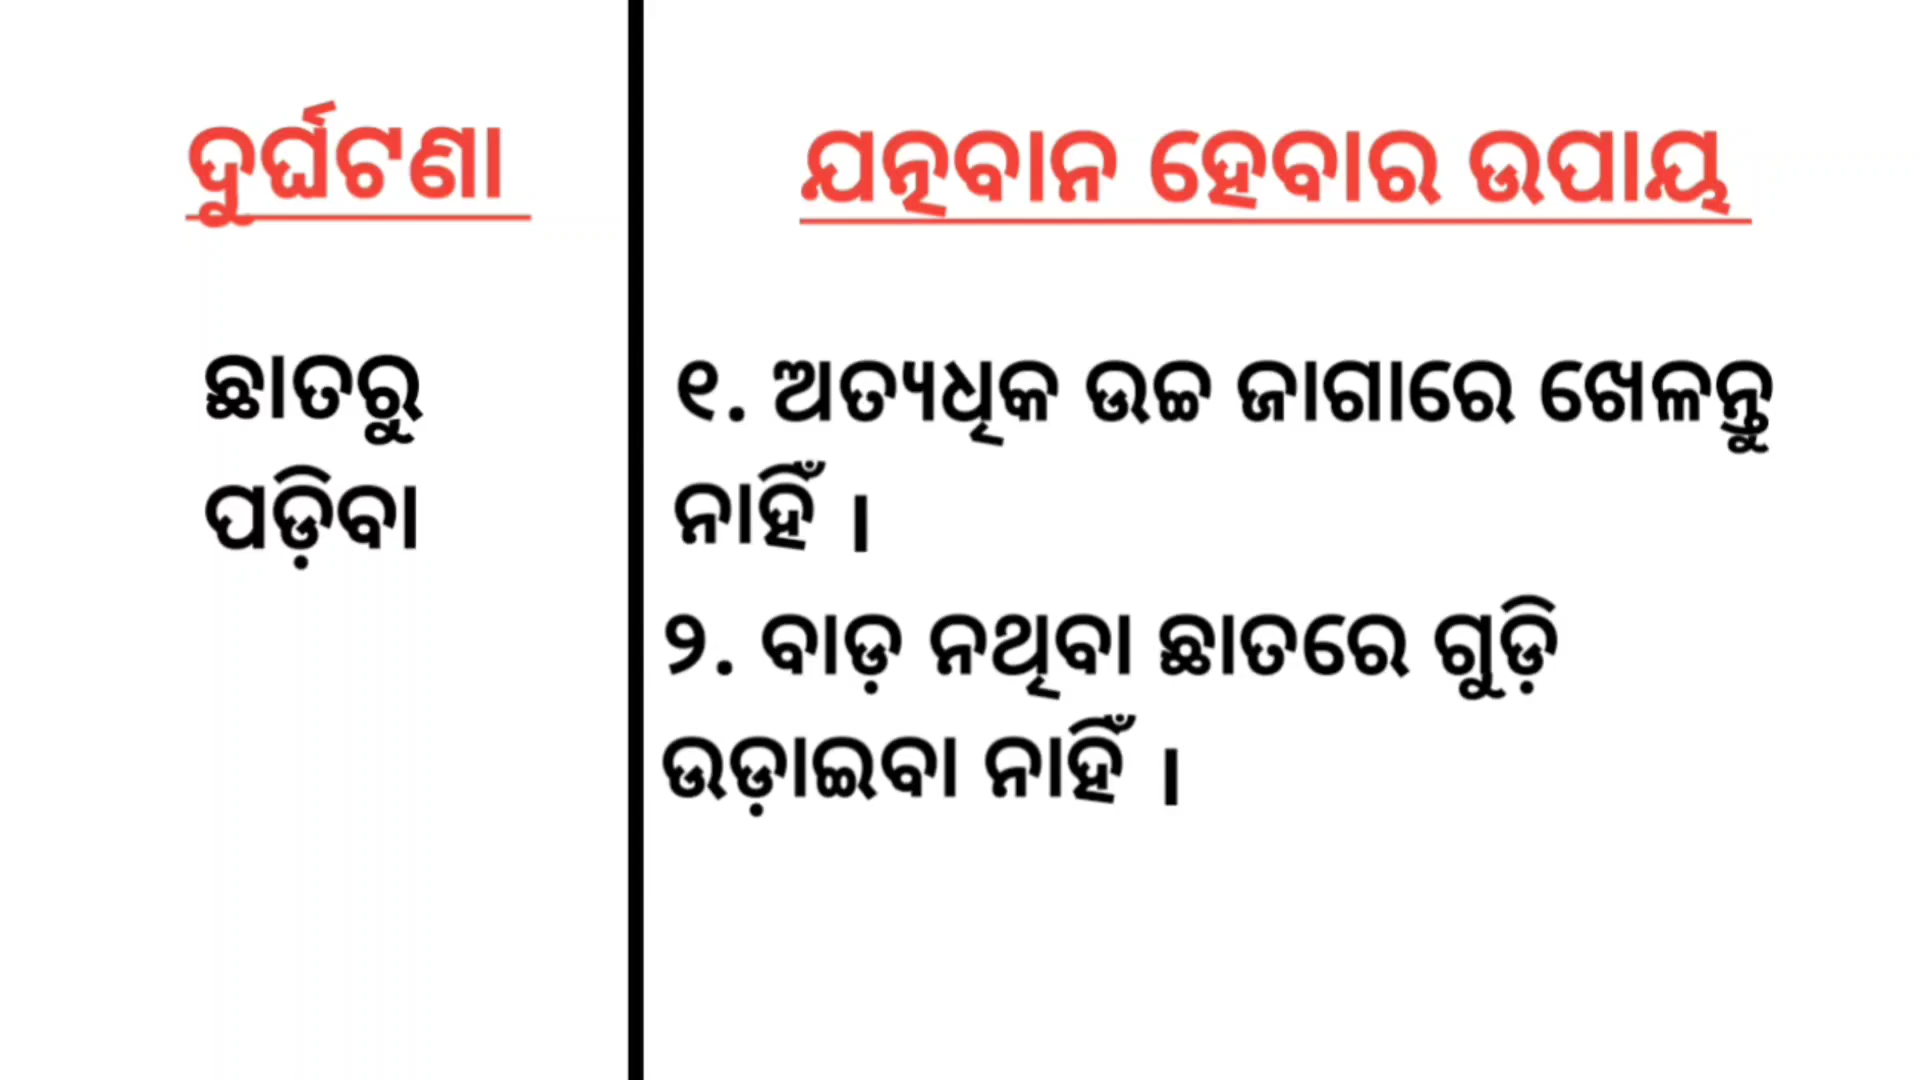 ଦୁର୍ଘଟଣା
ଯତ୍ନବାନ ହେବାର ଉପାୟ
ଛାତରୁ
ପଡ଼ିବା
୧. ଅତ୍ୟଧିକ ଉଚ୍ଚ ଜାଗାରେ ଖେଳନ୍ତୁ
ନାହିଁ ।
୨. ବାଡ଼ ନଥିବା ଛାତରେ ଗୁଡ଼ି
ଉଡ଼ାଇବା ନାହିଁ ।